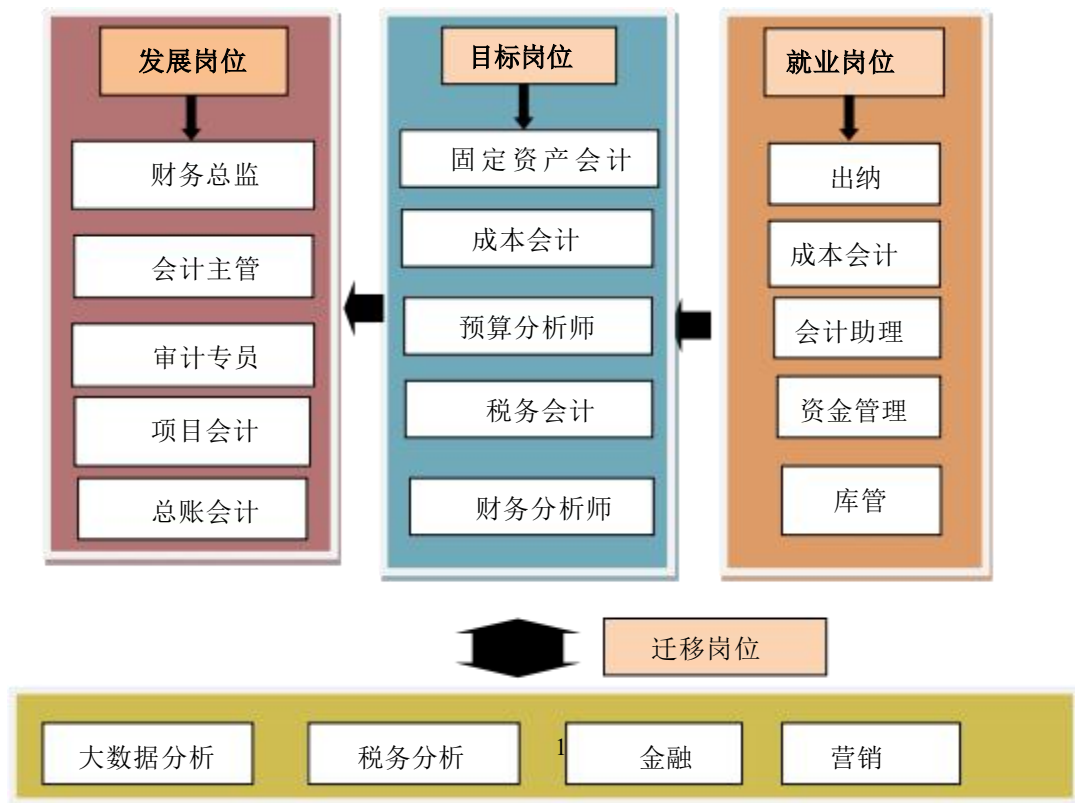 发展岗位
财务总监
会计主管
审计专员
项目会计
总账会计
目标岗位
固定资产会计
成本会计
预算分析师
税务会计
财务分析师
就业岗位
出纳
成本会计
会计助理
资金管理
库管
迁移岗位
大数据分析
税务分析
1
金融
营销